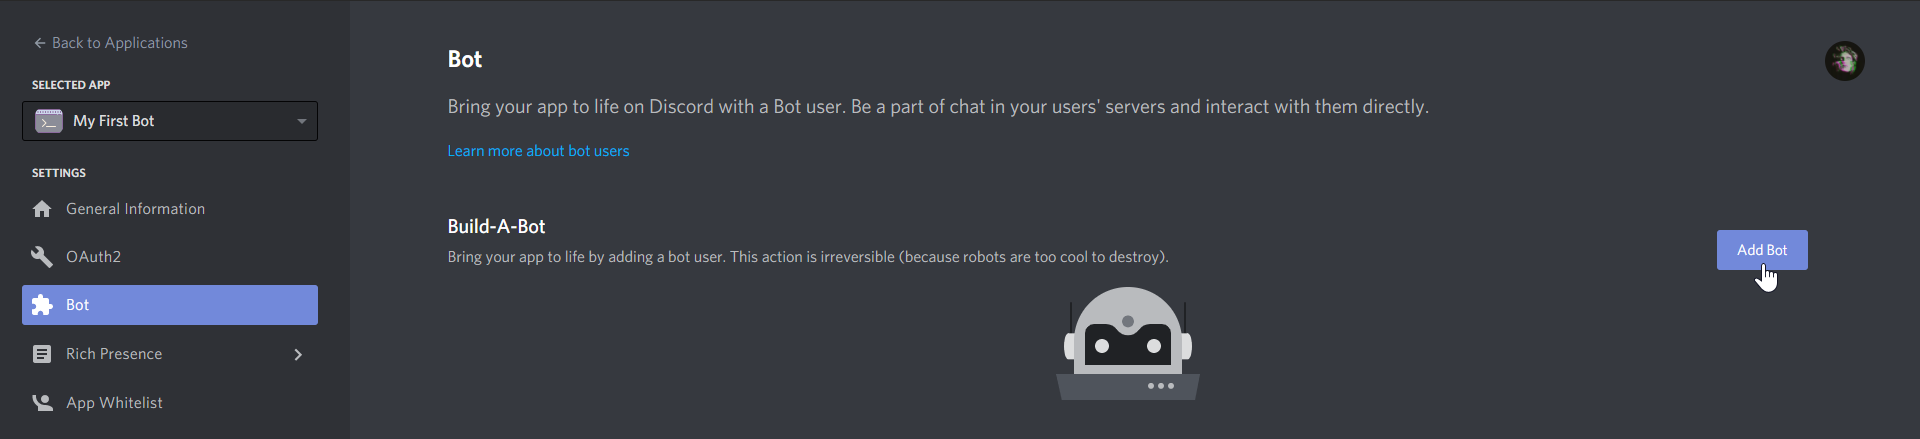 Back to Applications
SELECTED APP
My First Bot
SETTINGS
General Information
OAuth2
Bot
Rich Presence
App Whitelist
Bot
Bring your app to life on Discord with a Bot user. Be a part of chat in your users' servers and interact with them directly.
Learn more about bot users
Build-A-Bot
Bring your app to life by adding a bot user. This action is irreversible (because robots are too cool to destroy).
Add Bot